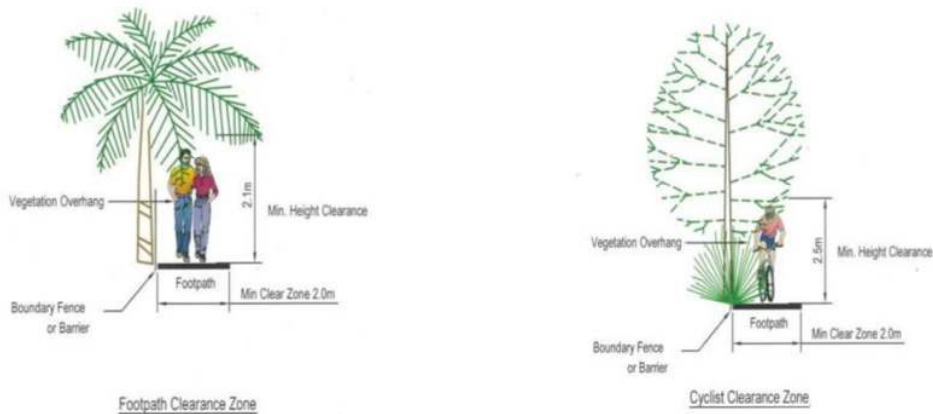 Vegetation Overhang
2.1m
Min. Height Clearance
Footpath
Min Clear Zone 2.0m
Boundary Fence
or Barrier
Footpath Clearance Zone
Vegetation Overhang
2.5m
Min. Height Clearance
Footpath
Min Clear Zone 2.0m
Boundary Fence
or Barrier
Cyclist Clearance Zone